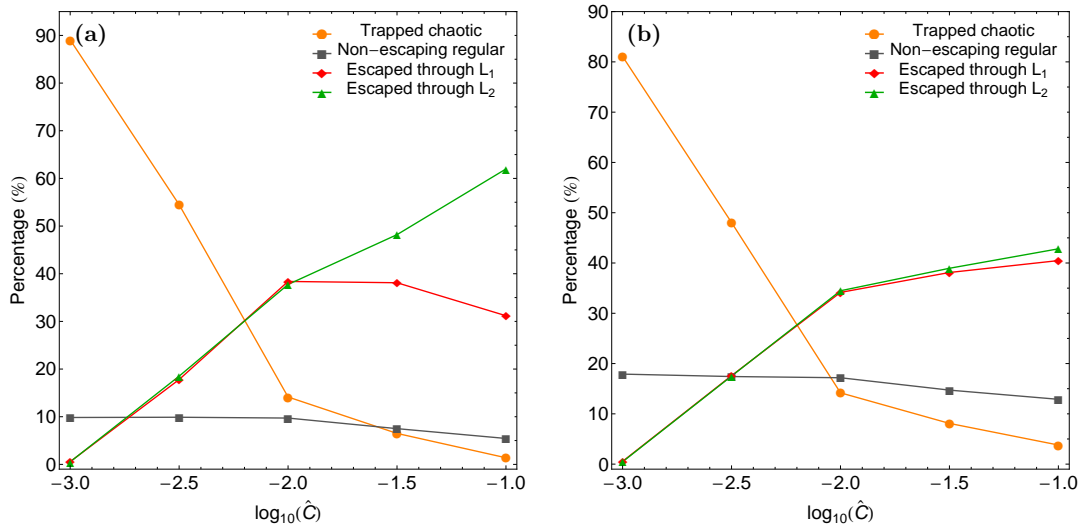 (a)
Trapped chaotic
Non−escaping regular
Escaped through L₁
Escaped through L₂
90
80
70
60
50
40
30
20
10
0
Percentage (%)
−3.0 −2.5 −2.0 −1.5 −1.0
log₁₀(Ĉ)
(b)
Trapped chaotic
Non−escaping regular
Escaped through L₁
Escaped through L₂
90
80
70
60
50
40
30
20
10
0
Percentage (%)
−3.0 −2.5 −2.0 −1.5 −1.0
log₁₀(Ĉ)